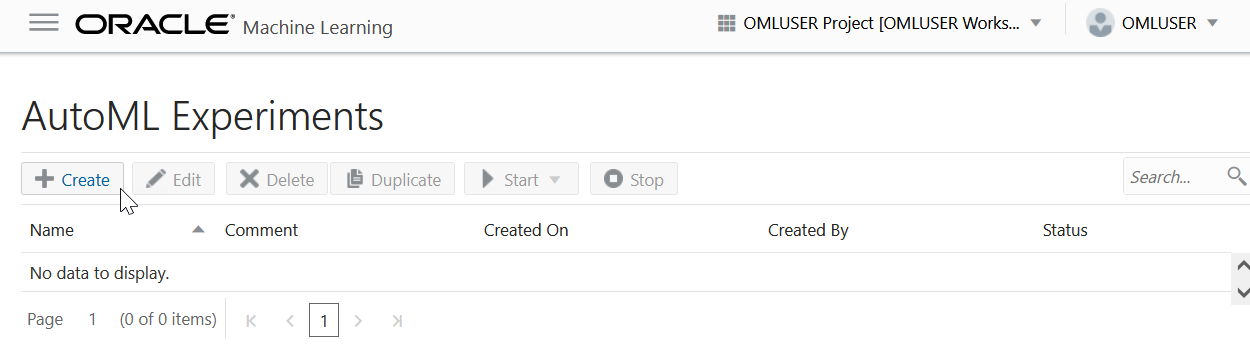 ORACLE® Machine Learning OMLUSER Project [OMLUSER Works... OMLUSER
AutoML Experiments
Create Edit Delete Duplicate Start Stop Search...
Name Comment Created On Created By Status
No data to display.
Page 1 (0 of 0 items) 1